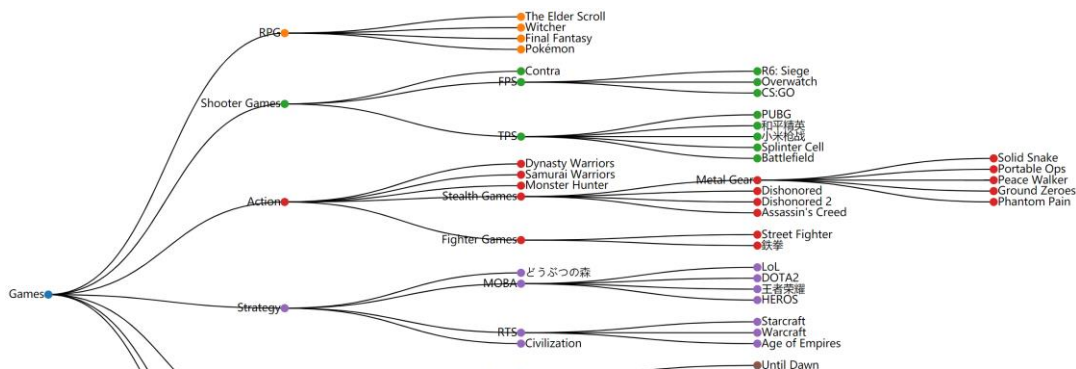 The Elder Scroll
RPG
Witcher
Final Fantasy
Pokémon
Contra
R6: Siege
FPS
Overwatch
CS:GO
Shooter Games
PUBG
和平精英
TPS
小米枪战
Splinter Cell
Battlefield
Dynasty Warriors
Solid Snake
Samurai Warriors
Portable Ops
Monster Hunter
Metal Gear
Peace Walker
Stealth Games
Dishonored
Ground Zeroes
Action
Dishonored 2
Phantom Pain
Assassin's Creed
Street Fighter
Fighter Games
鉄拳
どうぶつの森
LoL
MOBA
DOTA2
王者荣耀
Games
HEROS
Strategy
Starcraft
RTS
Warcraft
Civilization
Age of Empires
Until Dawn